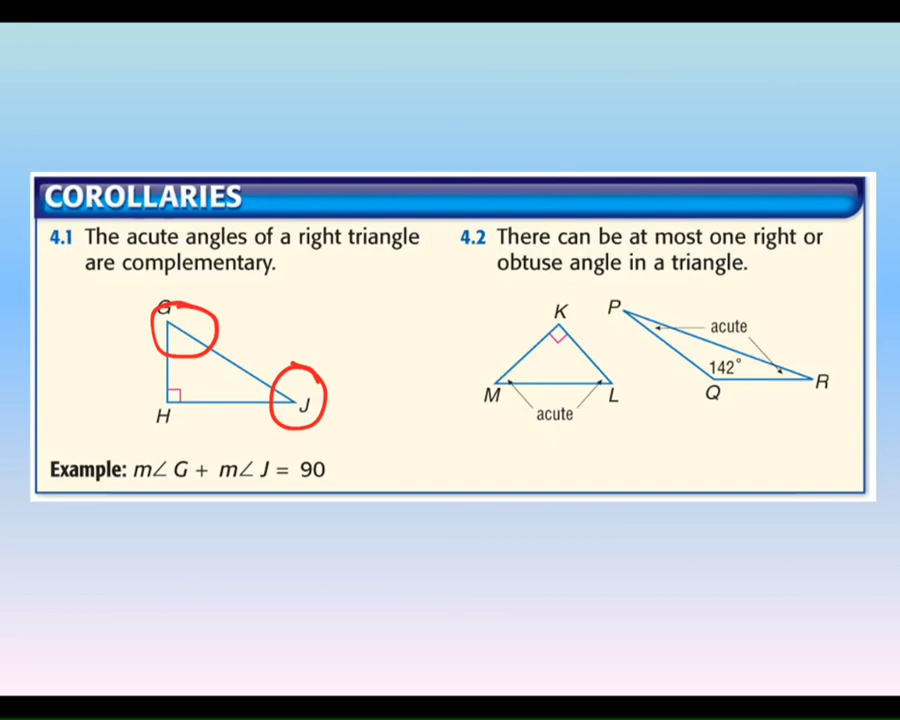 COROLLARIES
4.1 The acute angles of a right triangle
are complementary.
G
H
J
Example: m∠ G + m∠ J = 90
4.2 There can be at most one right or
obtuse angle in a triangle.
K
M
L
acute
P
acute
142°
Q
R